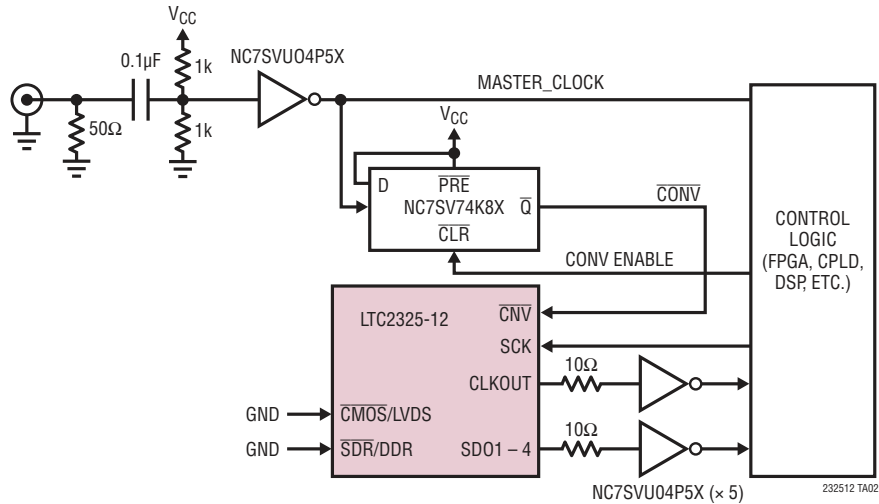 VCC
0.1µF
1k
NC7SVUO4P5X
MASTER_CLOCK
50Ω
1k
VCC
D
PRE
NC7SV74K8X
Q
CLR
CONV
CONV ENABLE
CONTROL
LOGIC
(FPGA, CPLD,
DSP, ETC.)
LTC2325-12
CNV
SCK
CLKOUT
10Ω
GND
CMOS/LVDS
GND
SDR/DDR
SDO1 – 4
10Ω
NC7SVU04P5X (× 5)
232512 TA02